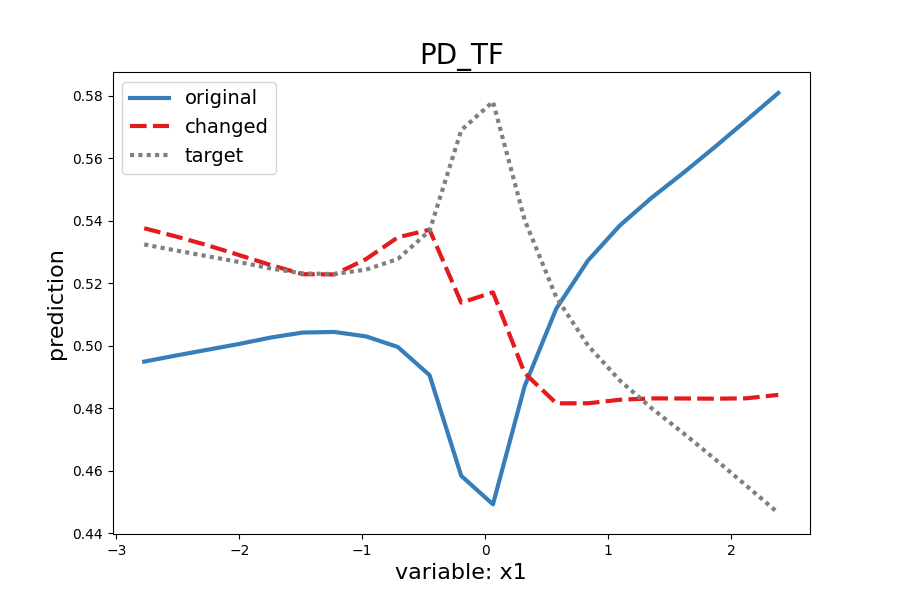 PD_TF
original
changed
target
prediction
0.58
0.56
0.54
0.52
0.50
0.48
0.46
0.44
−3
−2
−1
0
1
2
variable: x1